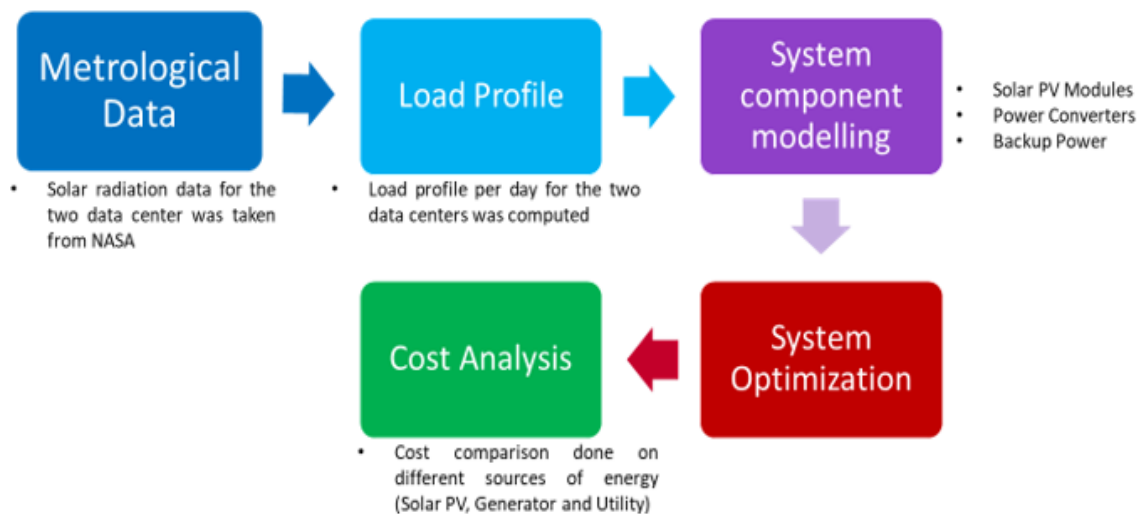 Metrological
Data
• Solar radiation data for the
two data center was taken
from NASA
Load Profile
• Load profile per day for the two
data centers was computed
System
component
modelling
• Solar PV Modules
• Power Converters
• Backup Power
System
Optimization
Cost Analysis
• Cost comparison done on
different sources of energy
(Solar PV, Generator and Utility)